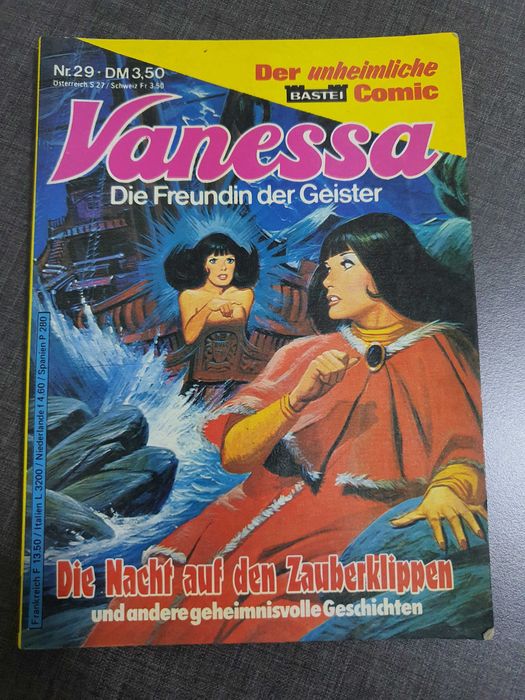 Nr. 29 · DM 3,50
Österreich S 27 / Schweiz Fr 3.50
Der unheimliche
BASTEI Comic
Vanessa
Die Freundin der Geister
Frankreich F 13.50 / Italien L 3200 / Niederlande f 4.60 / Spanien P 280
Die Nacht auf den Zauberklippen
und andere geheimnisvolle Geschichten